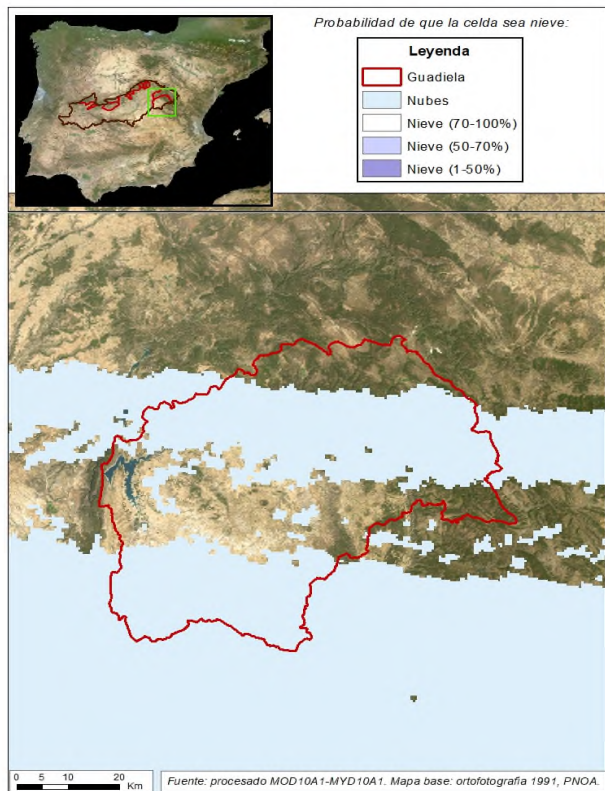 Probabilidad de que la celda sea nieve:
Leyenda
Guadiela
Nubes
Nieve (70-100%)
Nieve (50-70%)
Nieve (1-50%)
0 5 10 20
Km
Fuente: procesado MOD10A1-MYD10A1. Mapa base: ortofotografia 1991, PNOA.